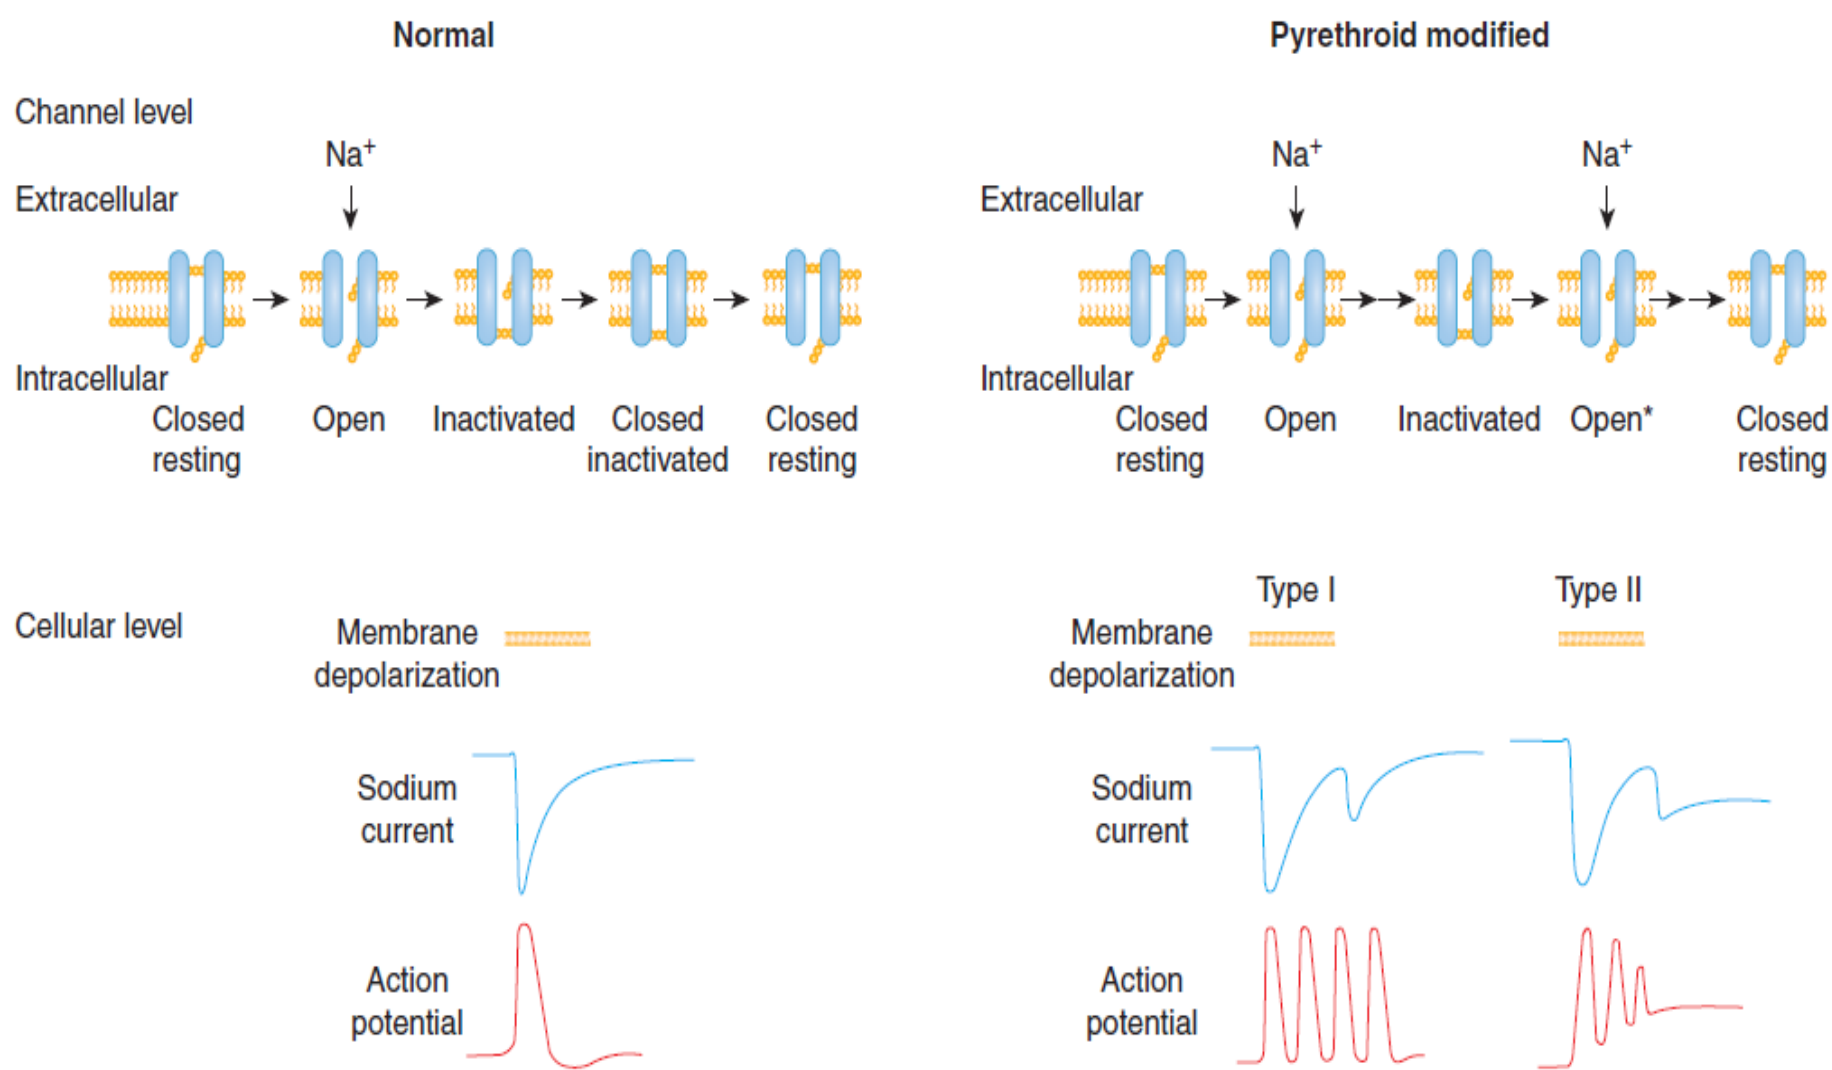 Normal
Pyrethroid modified
Channel level
Na⁺
Na⁺
Na⁺
Extracellular
Extracellular
Intracellular
Intracellular
Closed
resting
Open
Inactivated
Closed
inactivated
Closed
resting
Closed
resting
Open
Inactivated
Open*
Closed
resting
Type I
Type II
Cellular level
Membrane
depolarization
Membrane
depolarization
Sodium
current
Sodium
current
Action
potential
Action
potential